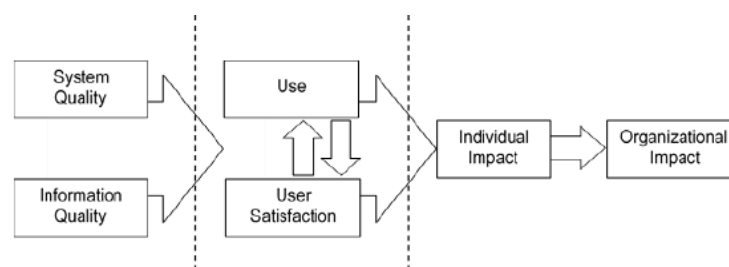 System
Quality
Use
Individual
Impact
Organizational
Impact
Information
Quality
User
Satisfaction